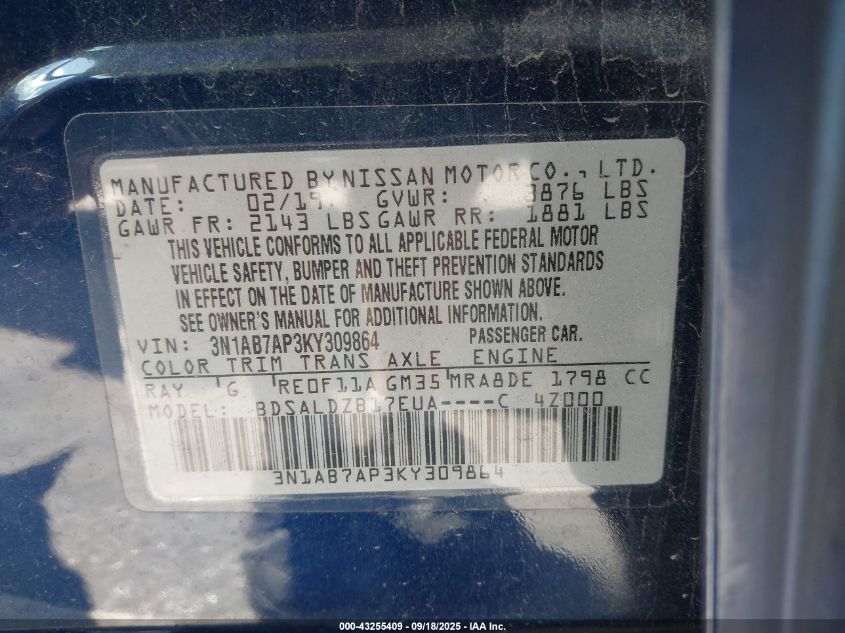 MANUFACTURED BY NISSAN MOTOR CO., LTD.
DATE: 02/19 GVWR: 3876 LBS
GAWR FR: 2143 LBS GAWR RR: 1881 LBS
THIS VEHICLE CONFORMS TO ALL APPLICABLE FEDERAL MOTOR
VEHICLE SAFETY, BUMPER AND THEFT PREVENTION STANDARDS
IN EFFECT ON THE DATE OF MANUFACTURE SHOWN ABOVE.
SEE OWNER'S MANUAL FOR ADDITIONAL INFORMATION.
VIN: 3N1AB7AP3KY309864 PASSENGER CAR.
COLOR TRIM TRANS AXLE ENGINE
RAY G RE0F11A GM35 MRA8DE 1798 CC
MODEL: BDSALDZB17EUA----C 4Z000
3N1AB7AP3KY309864
000-43255409 - 09/18/2025 - IAA Inc.